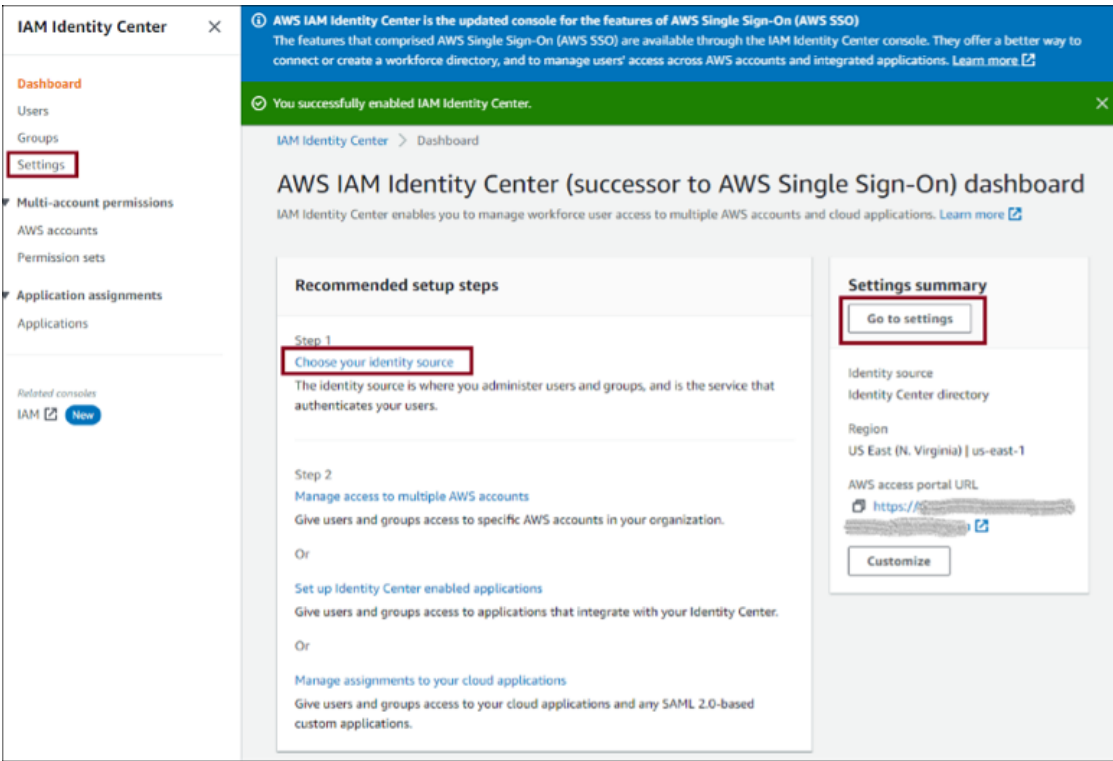 IAM Identity Center
Dashboard
Users
Groups
Settings
Multi-account permissions
AWS accounts
Permission sets
Application assignments
Applications
Related consoles
IAM New
AWS IAM Identity Center is the updated console for the features of AWS Single Sign-On (AWS SSO)
The features that comprised AWS Single Sign-On (AWS SSO) are available through the IAM Identity Center console. They offer a better way to
connect or create a workforce directory, and to manage users' access across AWS accounts and integrated applications. Learn more
You successfully enabled IAM Identity Center.
IAM Identity Center > Dashboard
AWS IAM Identity Center (successor to AWS Single Sign-On) dashboard
IAM Identity Center enables you to manage workforce user access to multiple AWS accounts and cloud applications. Learn more
Recommended setup steps
Step 1
Choose your identity source
The identity source is where you administer users and groups, and is the service that
authenticates your users.
Step 2
Manage access to multiple AWS accounts
Give users and groups access to specific AWS accounts in your organization.
Or
Set up Identity Center enabled applications
Give users and groups access to applications that integrate with your Identity Center.
Or
Manage assignments to your cloud applications
Give users and groups access to your cloud applications and any SAML 2.0-based
custom applications.
Settings summary
Go to settings
Identity source
Identity Center directory
Region
US East (N. Virginia) | us-east-1
AWS access portal URL
https://
Customize